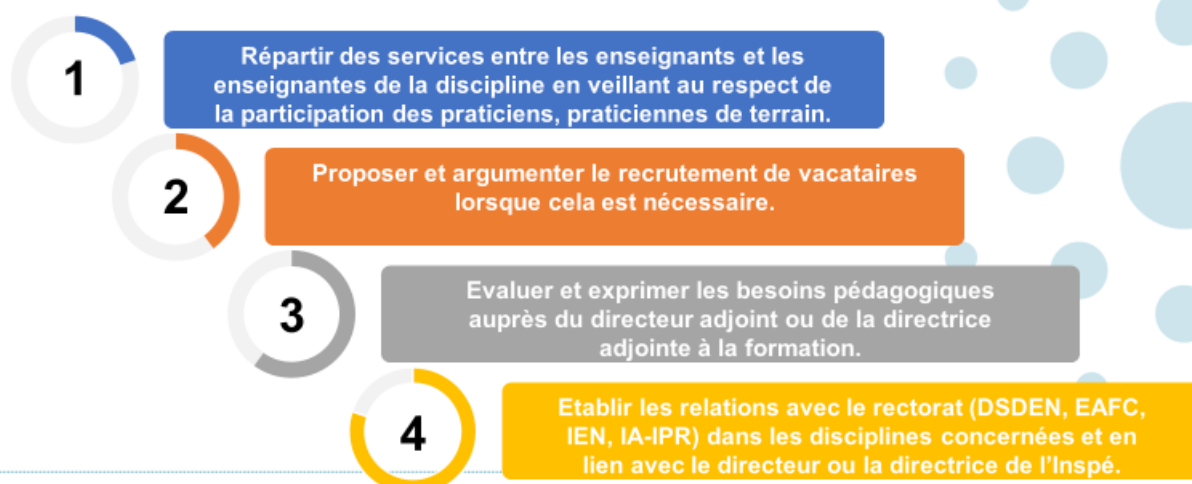 1
Répartir des services entre les enseignants et les
enseignantes de la discipline en veillant au respect de
la participation des praticiens, praticiennes de terrain.
2
Proposer et argumenter le recrutement de vacataires
lorsque cela est nécessaire.
3
Evaluer et exprimer les besoins pédagogiques
auprès du directeur adjoint ou de la directrice
adjointe à la formation.
4
Etablir les relations avec le rectorat (DSDEN, EAFC,
IEN, IA-IPR) dans les disciplines concernées et en
lien avec le directeur ou la directrice de l'Inspé.